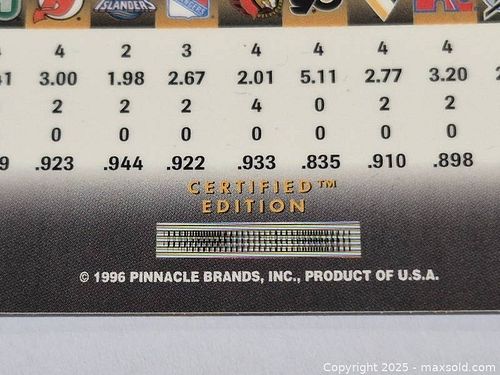 ISLANDERS
RANGERS
4 2 3 4 4 4 4
3.00 1.98 2.67 2.01 5.11 2.77 3.20
2 2 2 4 0 2 2
0 0 0 0 0 0 0
.923 .944 .922 .933 .835 .910 .898
CERTIFIED™
EDITION
© 1996 PINNACLE BRANDS, INC., PRODUCT OF U.S.A.
Copyright 2025 - maxsold.com